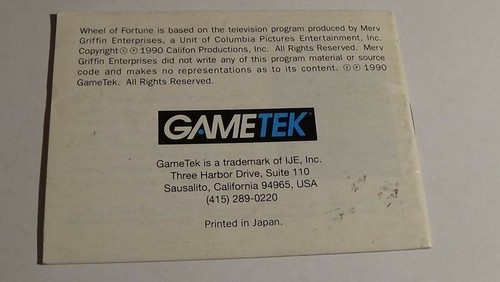 Wheel of Fortune is based on the television program produced by Merv
Griffin Enterprises, a Unit of Columbia Pictures Entertainment, Inc.
Copyright ⓒ ⓟ 1990 Califon Productions, Inc. All Rights Reserved. Merv
Griffin Enterprises did not write any of this program material or source
code and makes no representations as to its content. ⓒ ⓟ 1990
GameTek. All Rights Reserved.
GAMETEK®
GameTek is a trademark of IJE, Inc.
Three Harbor Drive, Suite 110
Sausalito, California 94965, USA
(415) 289-0220
Printed in Japan.